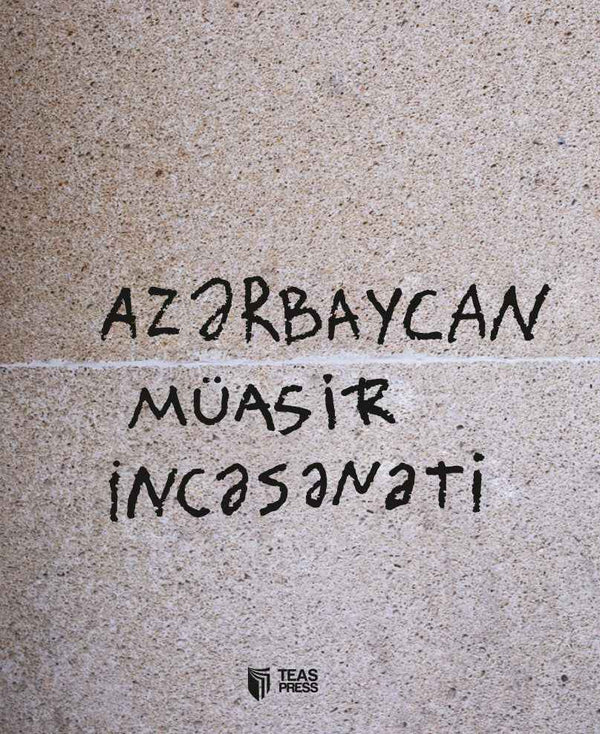 AZƏRBAYCAN
MÜASİR
İNCƏSƏNƏTİ
TEAS
PRESS